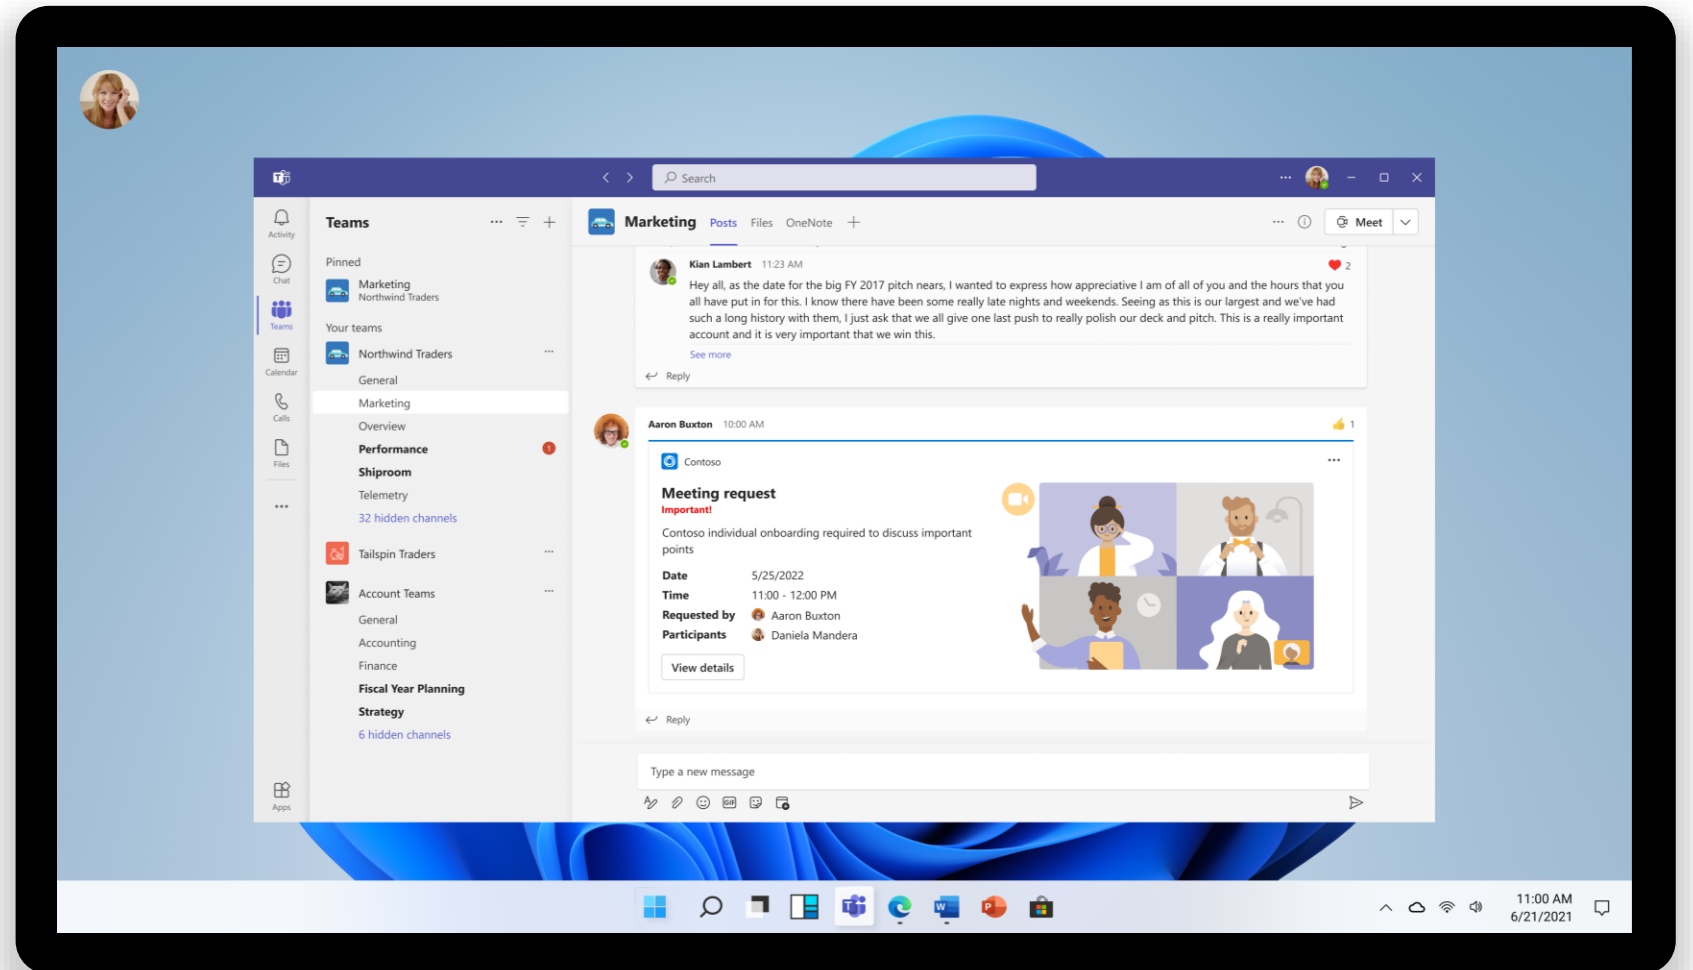 Search
Activity
Chat
Teams
Calendar
Calls
Files
Apps
Teams
Pinned
Marketing
Northwind Traders
Your teams
Northwind Traders
General
Marketing
Overview
Performance 1
Shiproom
Telemetry
32 hidden channels
Tailspin Traders
Account Teams
General
Accounting
Finance
Fiscal Year Planning
Strategy
6 hidden channels
Marketing Posts Files OneNote
Meet
Kian Lambert 11:23 AM 2
Hey all, as the date for the big FY 2017 pitch nears, I wanted to express how appreciative I am of all of you and the hours that you
all have put in for this. I know there have been some really late nights and weekends. Seeing as this is our largest and we've had
such a long history with them, I just ask that we all give one last push to really polish our deck and pitch. This is a really important
account and it is very important that we win this.
See more
Reply
Aaron Buxton 10:00 AM 1
Contoso
Meeting request
Important!
Contoso individual onboarding required to discuss important
points
Date 5/25/2022
Time 11:00 - 12:00 PM
Requested by Aaron Buxton
Participants Daniela Mandera
View details
Reply
Type a new message
GIF
11:00 AM
6/21/2021